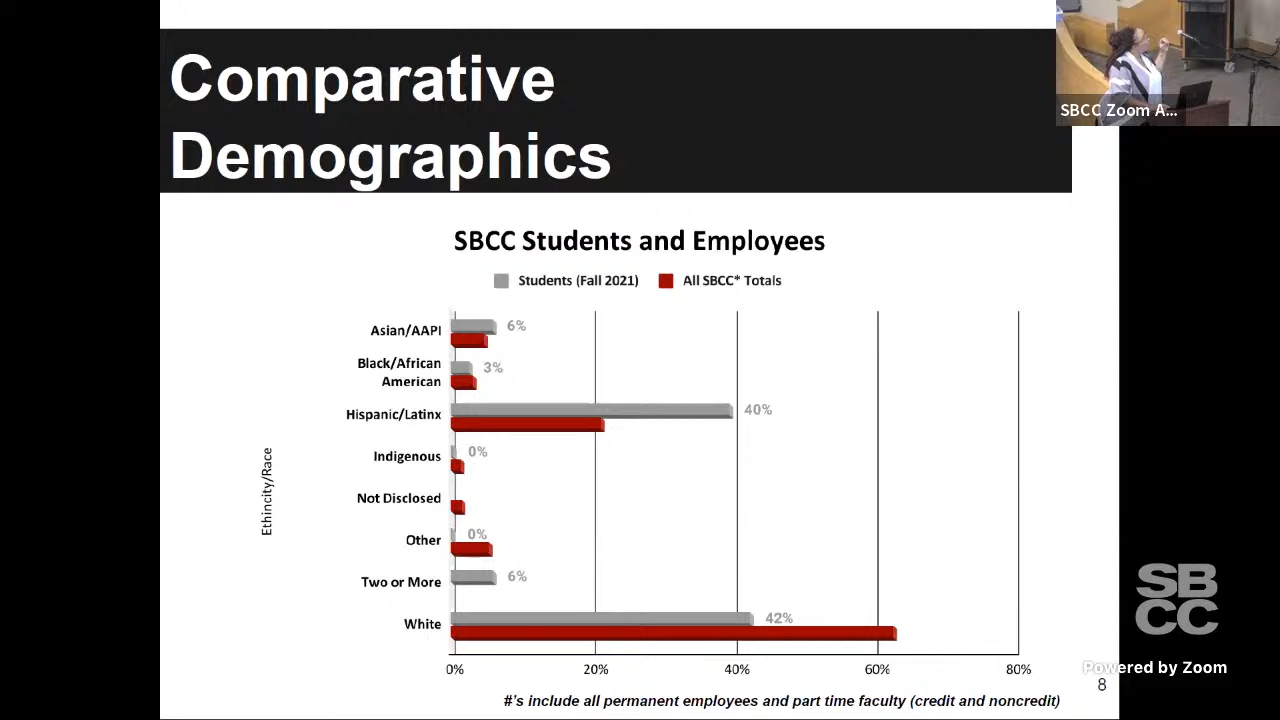 Comparative
Demographics
SBCC Zoom A...
SBCC Students and Employees
Students (Fall 2021)
All SBCC* Totals
Asian/AAPI
6%
Black/African
American
3%
Hispanic/Latinx
40%
Indigenous
0%
Not Disclosed
Other
0%
Two or More
6%
White
42%
Ethincity/Race
0%
20%
40%
60%
80%
#'s include all permanent employees and part time faculty (credit and noncredit)
SB
CC
Powered by Zoom
8